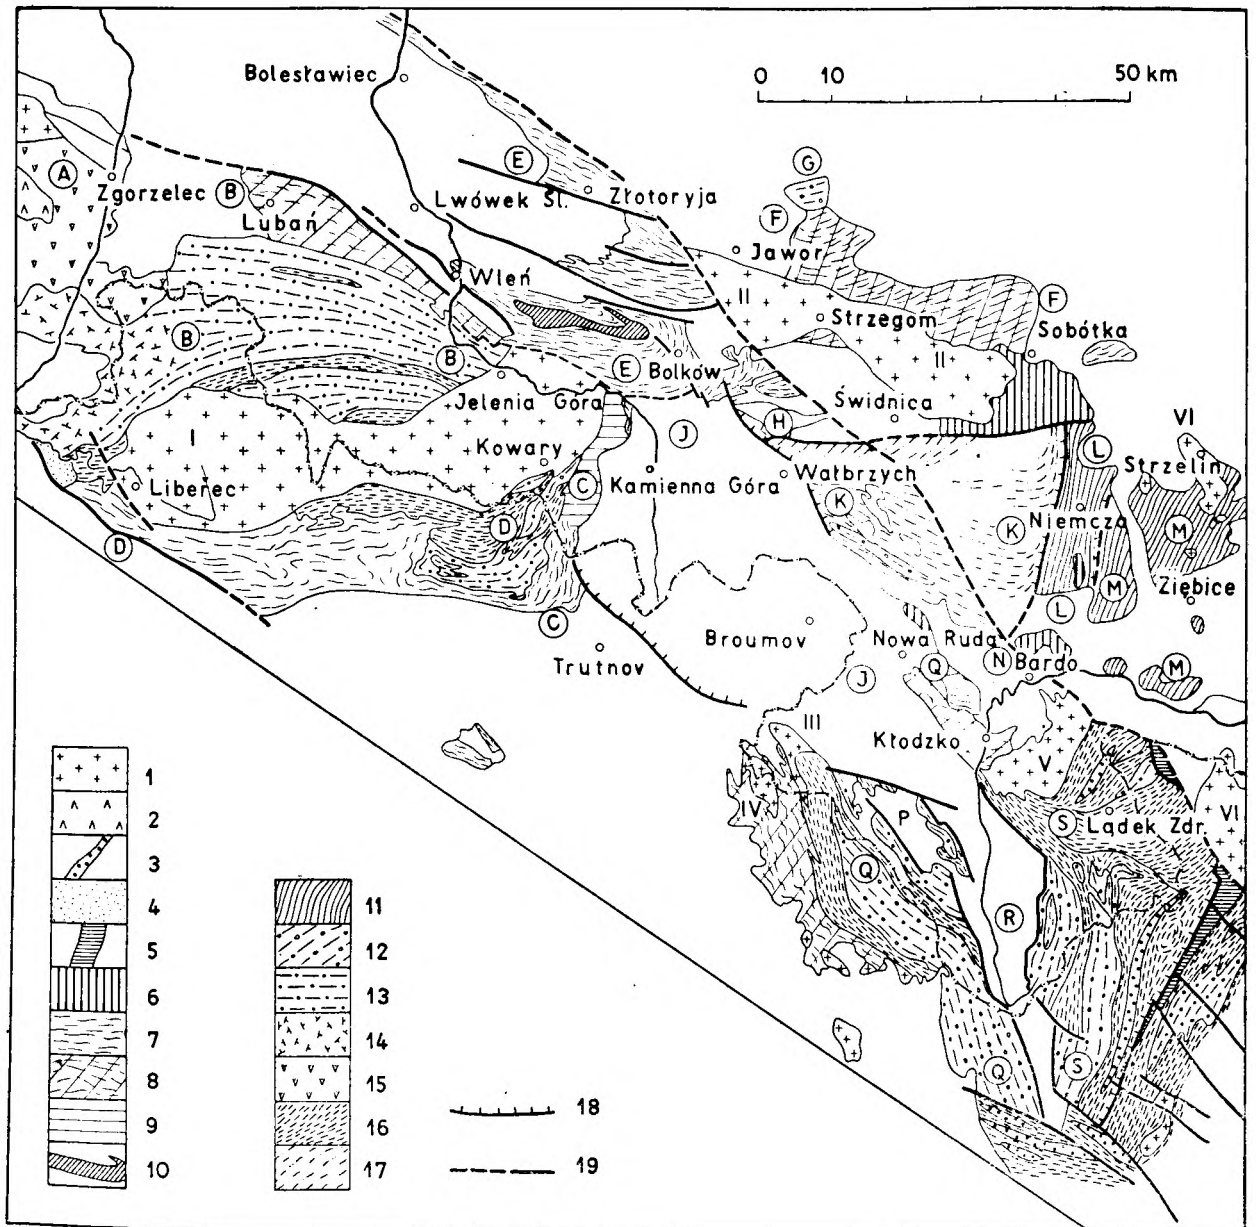 Bolesławiec
0 10 50 km
A
Zgorzelec
B
Lubań
E
Lwówek Śl.
Złotoryja
G
F
Jawor
II
Strzegom
F
Sobótka
II
Wleń
B
B
E
Bolków
Jelenia Góra
Świdnica
H
J
VI
L
Strzelin
I
Kowary
Liberec
C
Kamienna Góra
Wałbrzych
K
D
K
Niemcza
M
D
L
M
Ziębice
C
Broumov
Nowa Ruda
N
Bardo
Trutnov
J
Q
M
III
Kłodzko
V
IV
P
S
Lądek Zdr.
VI
Q
R
Q
S
1
2
3
4
5
6
7
8
9
10
11
12
13
14
15
16
17
18
19